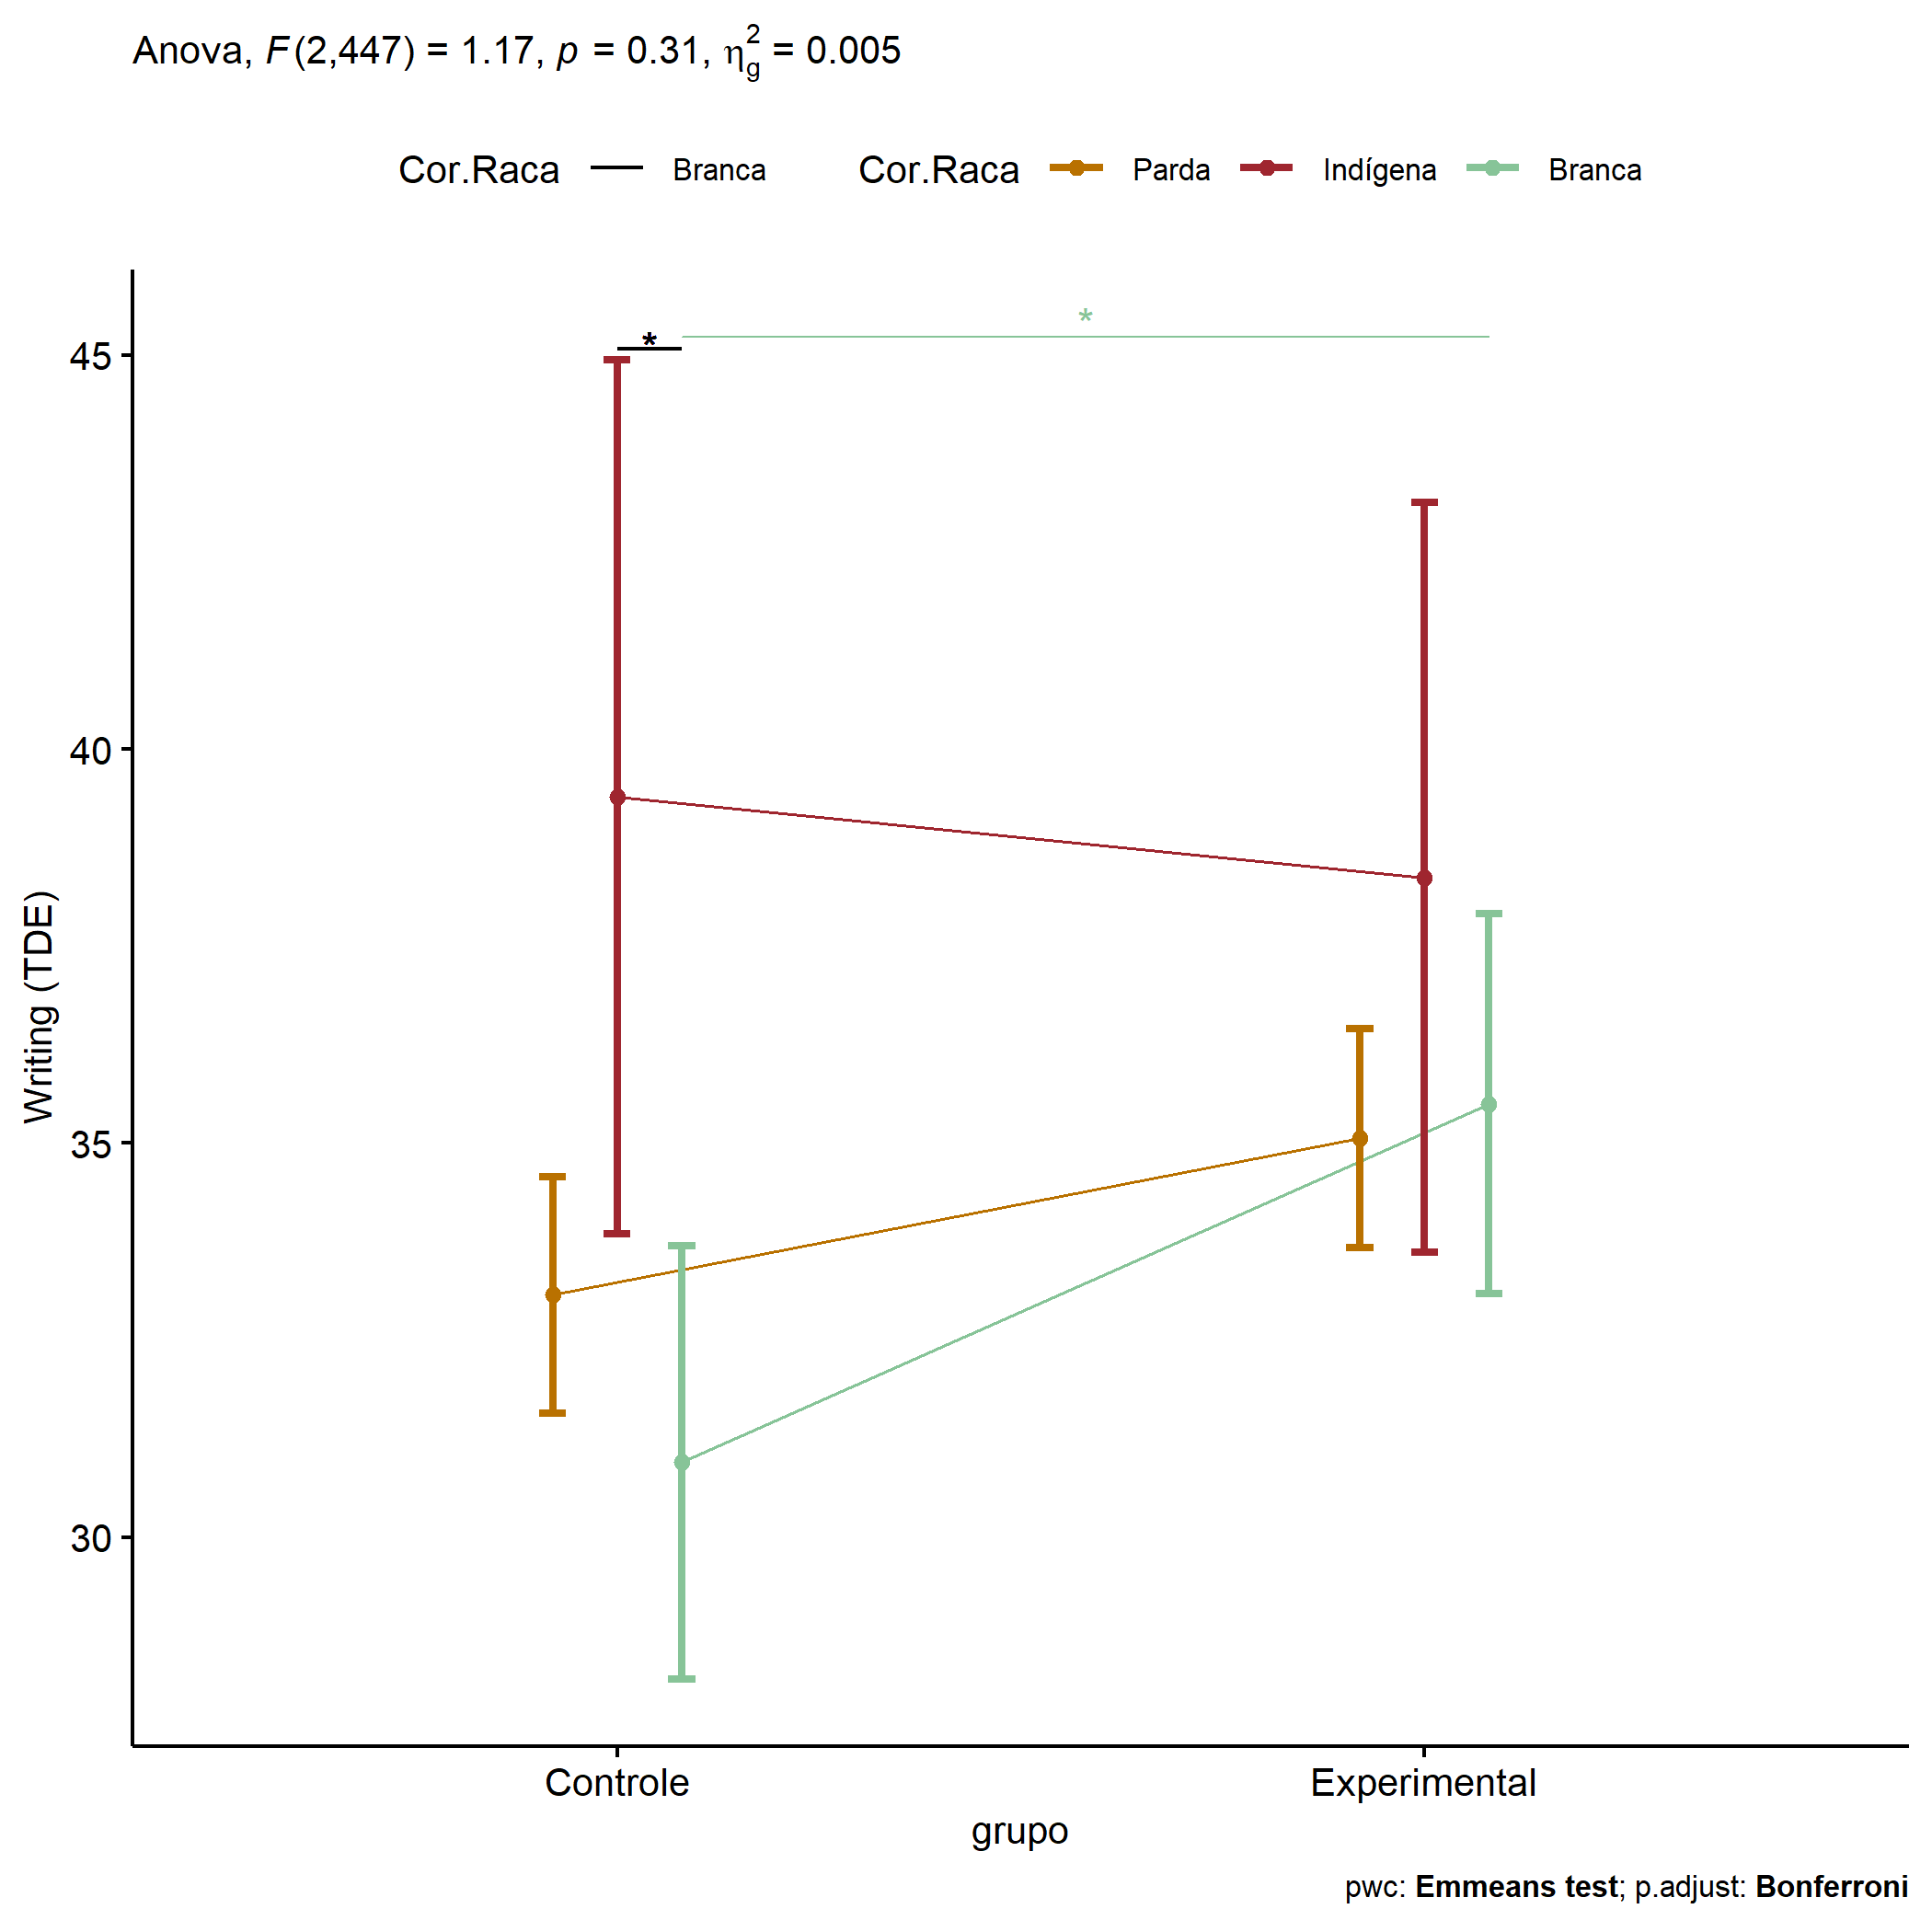 Anova, F(2,447) = 1.17, p = 0.31, η²g = 0.005
Cor.Raca Branca Cor.Raca Parda Indígena Branca
*
*
45
40
35
30
Writing (TDE)
Controle Experimental
grupo
pwc: Emmeans test; p.adjust: Bonferroni